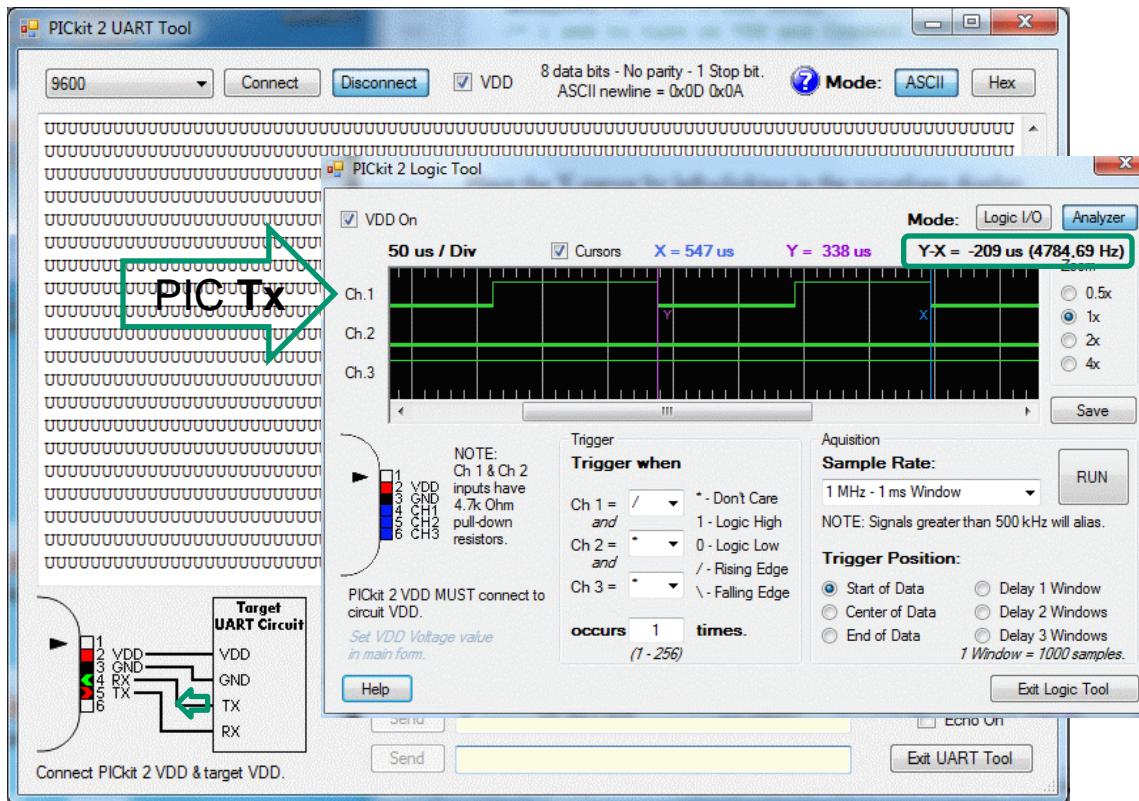 PICkit 2 UART Tool
9600
Connect
Disconnect
VDD
8 data bits - No parity - 1 Stop bit.
ASCII newline = 0x0D 0x0A
Mode:
ASCII
Hex
PICkit 2 Logic Tool
VDD On
Mode:
Logic I/O
Analyzer
50 us / Div
Cursors
X = 547 us
Y = 338 us
Y-X = -209 us (4784,69 Hz)
Zoom
PIC Tx
Ch.1
Y
X
0.5x
1x
Ch.2
2x
Ch.3
4x
Save
NOTE:
Ch 1 & Ch 2
inputs have
4.7k Ohm
pull-down
resistors.
1
2 VDD
3 GND
4 CH1
5 CH2
6 CH3
PICkit 2 VDD MUST connect to
circuit VDD.
Set VDD Voltage value
in main form.
Trigger
Trigger when
Ch 1 = /
and
Ch 2 = *
and
Ch 3 = *
* - Don't Care
1 - Logic High
0 - Logic Low
/ - Rising Edge
\ - Falling Edge
occurs 1 times.
(1 - 256)
Aquisition
Sample Rate:
1 MHz - 1 ms Window
RUN
NOTE: Signals greater than 500 kHz will alias.
Trigger Position:
Start of Data
Center of Data
End of Data
Delay 1 Window
Delay 2 Windows
Delay 3 Windows
1 Window = 1000 samples.
Help
Exit Logic Tool
Target
UART Circuit
1
2 VDD
3 GND
4 RX
5 TX
6
VDD
GND
TX
RX
Connect PICkit 2 VDD & target VDD.
Send
Echo On
Send
Exit UART Tool